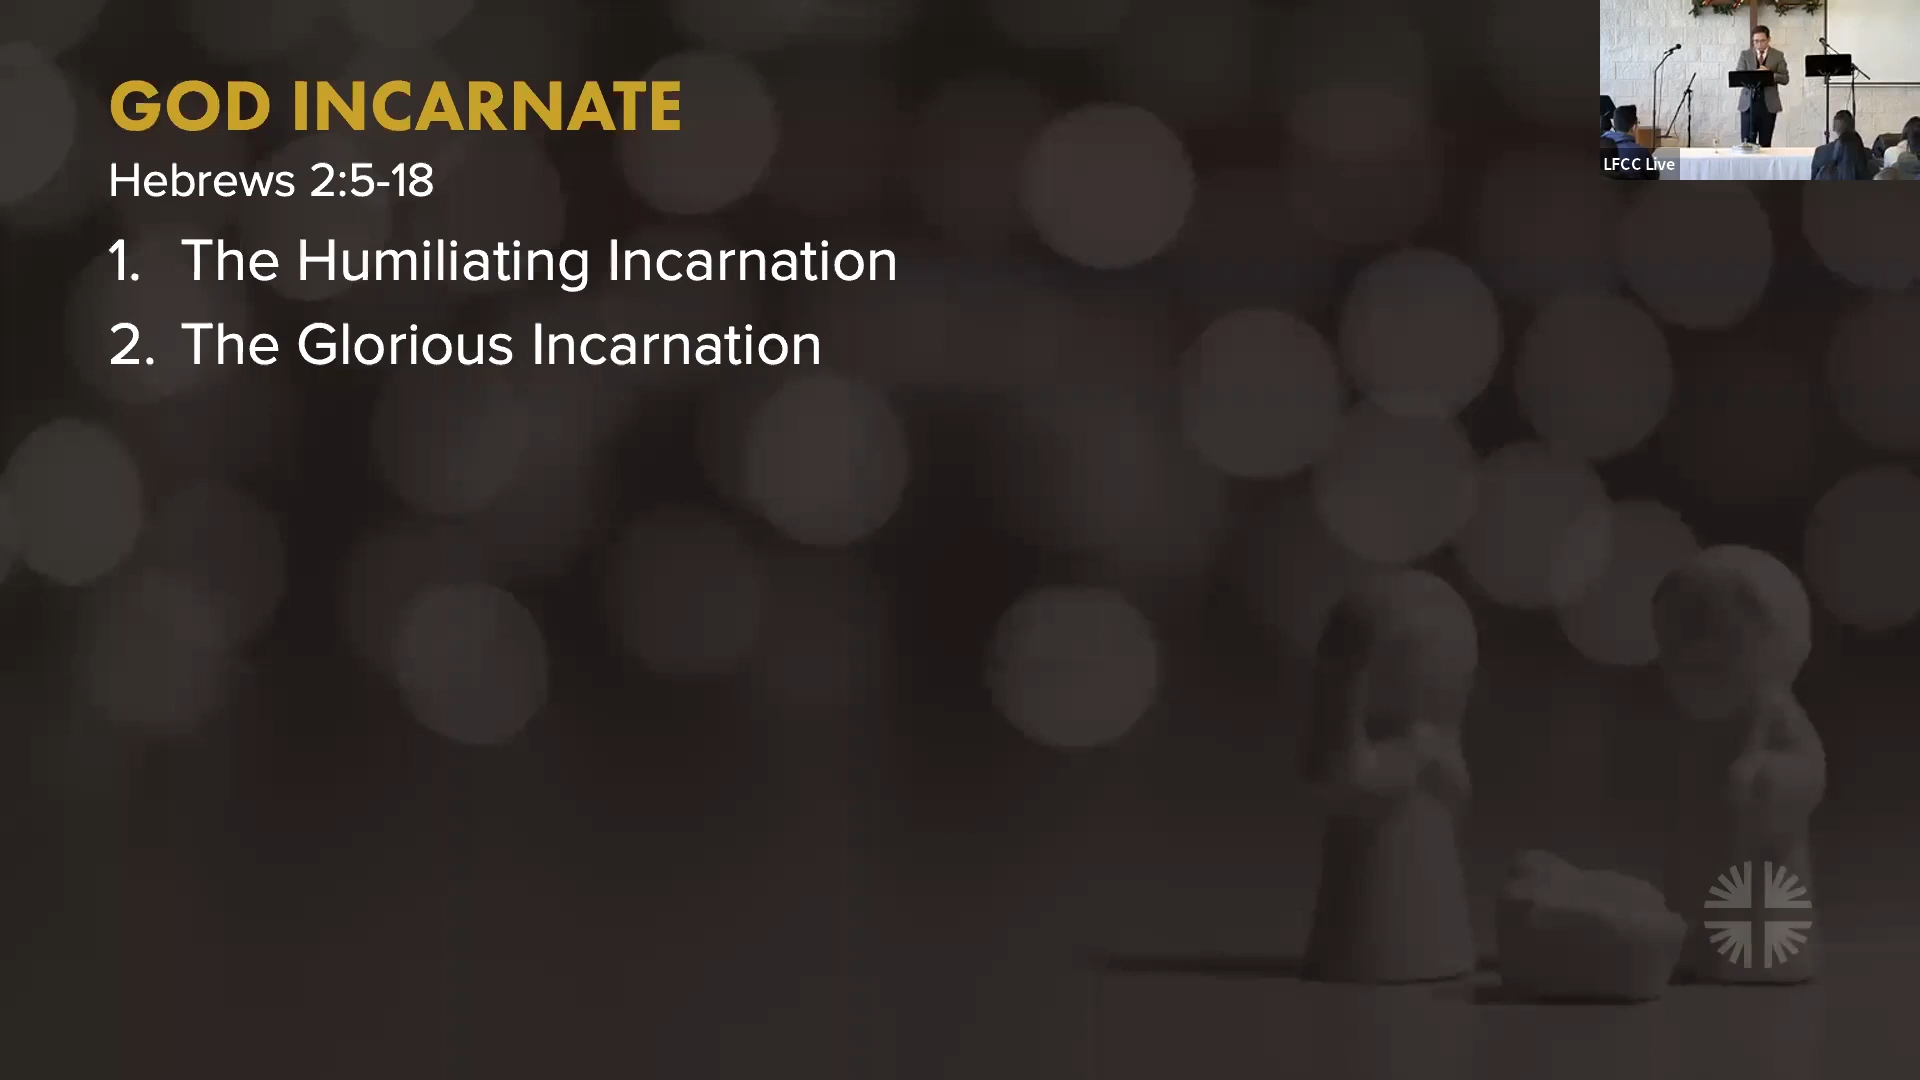 GOD INCARNATE
Hebrews 2:5-18
1. The Humiliating Incarnation
2. The Glorious Incarnation
LFCC Live